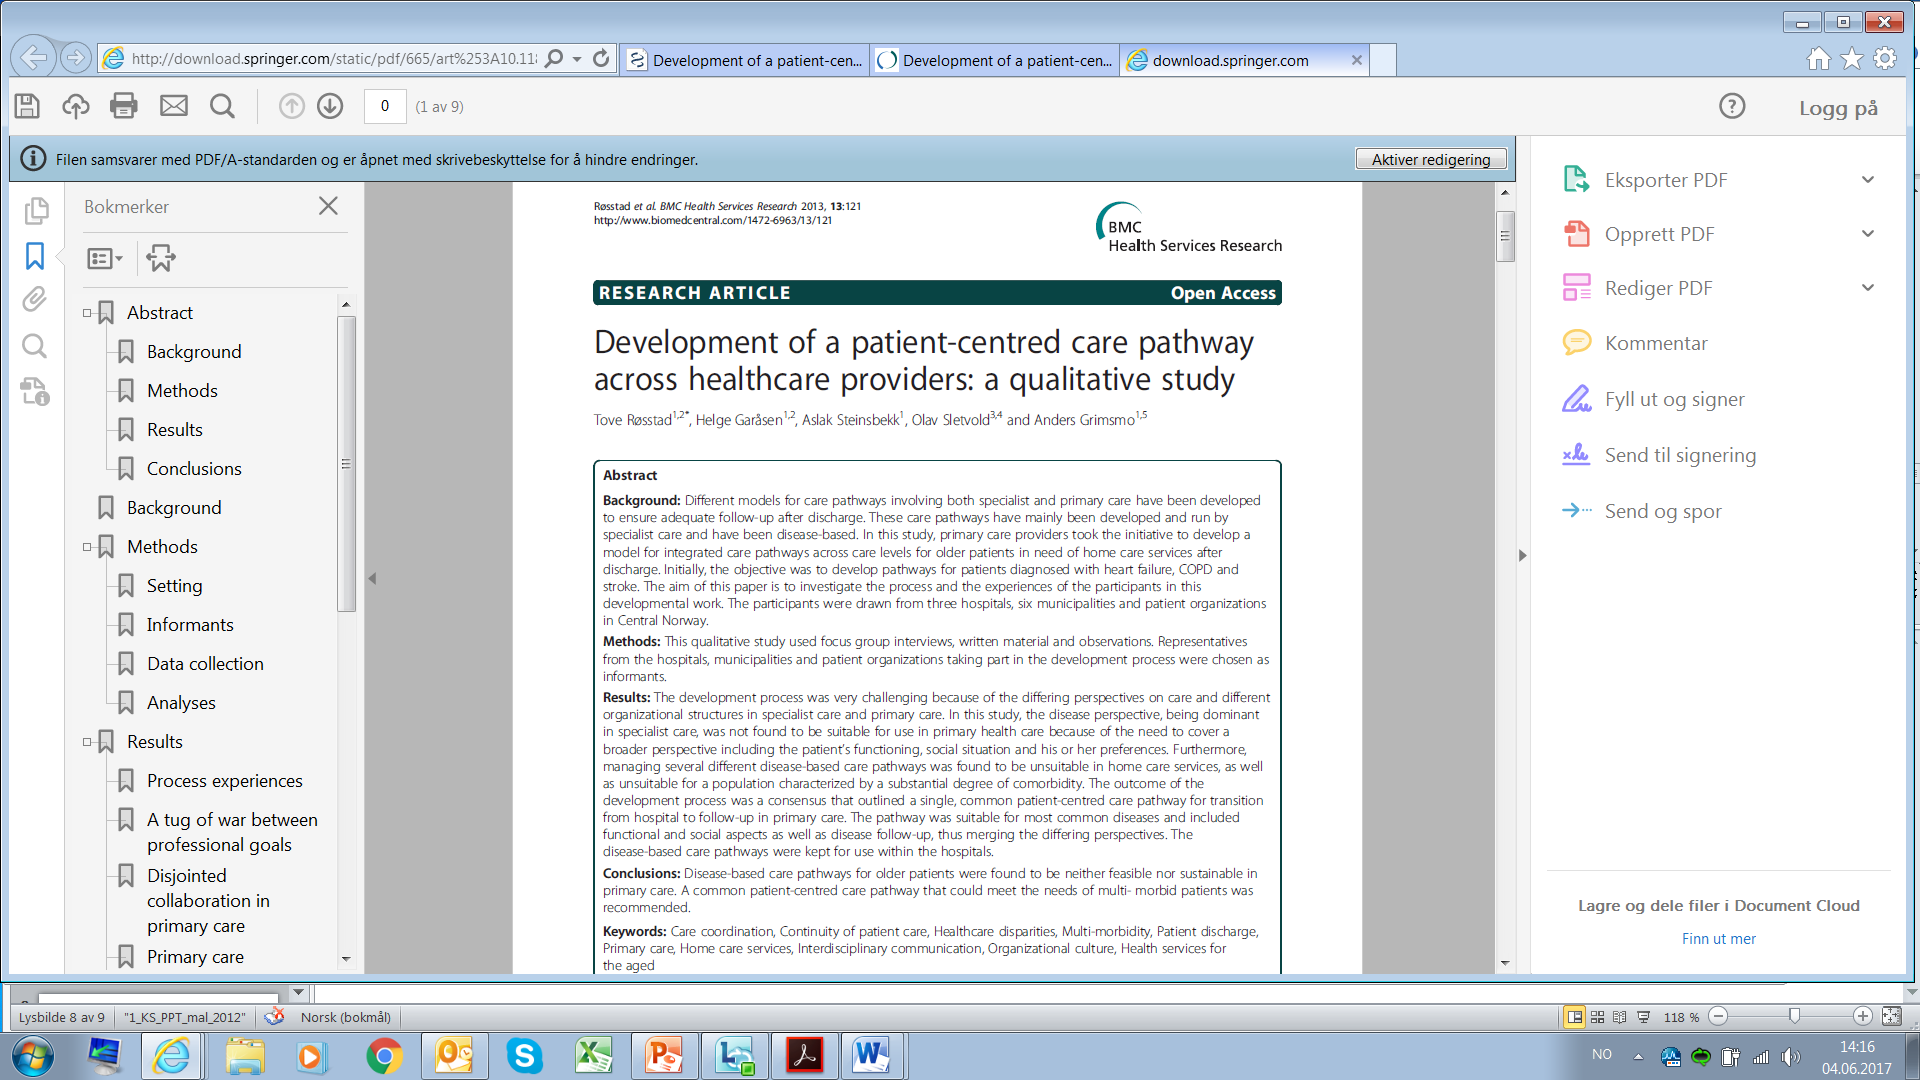 http://download.springer.com/static/pdf/665/art%253A10.118
Development of a patient-cen...
Development of a patient-cen...
download.springer.com
0
(1 av 9)
Logg på
Filen samsvarer med PDF/A-standarden og er åpnet med skrivebeskyttelse for å hindre endringer.
Aktiver redigering
Bokmerker
Abstract
Background
Methods
Results
Conclusions
Background
Methods
Setting
Informants
Data collection
Analyses
Results
Process experiences
A tug of war between
professional goals
Disjointed
collaboration in
primary care
Primary care
Røsstad et al. BMC Health Services Research 2013, 13:121
http://www.biomedcentral.com/1472-6963/13/121
BMC
Health Services Research
RESEARCH ARTICLE
Open Access
Development of a patient-centred care pathway
across healthcare providers: a qualitative study
Tove Røsstad1,2*, Helge Garåsen1,2, Aslak Steinsbekk1, Olav Sletvold3,4 and Anders Grimsmo1,5
Abstract
Background: Different models for care pathways involving both specialist and primary care have been developed
to ensure adequate follow-up after discharge. These care pathways have mainly been developed and run by
specialist care and have been disease-based. In this study, primary care providers took the initiative to develop a
model for integrated care pathways across care levels for older patients in need of home care services after
discharge. Initially, the objective was to develop pathways for patients diagnosed with heart failure, COPD and
stroke. The aim of this paper is to investigate the process and the experiences of the participants in this
developmental work. The participants were drawn from three hospitals, six municipalities and patient organizations
in Central Norway.
Methods: This qualitative study used focus group interviews, written material and observations. Representatives
from the hospitals, municipalities and patient organizations taking part in the development process were chosen as
informants.
Results: The development process was very challenging because of the differing perspectives on care and different
organizational structures in specialist care and primary care. In this study, the disease perspective, being dominant
in specialist care, was not found to be suitable for use in primary health care because of the need to cover a
broader perspective including the patient's functioning, social situation and his or her preferences. Furthermore,
managing several different disease-based care pathways was found to be unsuitable in home care services, as well
as unsuitable for a population characterized by a substantial degree of comorbidity. The outcome of the
development process was a consensus that outlined a single, common patient-centred care pathway for transition
from hospital to follow-up in primary care. The pathway was suitable for most common diseases and included
functional and social aspects as well as disease follow-up, thus merging the differing perspectives. The
disease-based care pathways were kept for use within the hospitals.
Conclusions: Disease-based care pathways for older patients were found to be neither feasible nor sustainable in
primary care. A common patient-centred care pathway that could meet the needs of multi- morbid patients was
recommended.
Keywords: Care coordination, Continuity of patient care, Healthcare disparities, Multi-morbidity, Patient discharge,
Primary care, Home care services, Interdisciplinary communication, Organizational culture, Health services for
the aged
Eksporter PDF
Opprett PDF
Rediger PDF
Kommentar
Fyll ut og signer
Send til signering
Send og spor
Lagre og dele filer i Document Cloud
Finn ut mer
Lysbilde 8 av 9
"1_KS_PPT_mal_2012"
Norsk (bokmål)
118 %
NO
14:16
04.06.2017